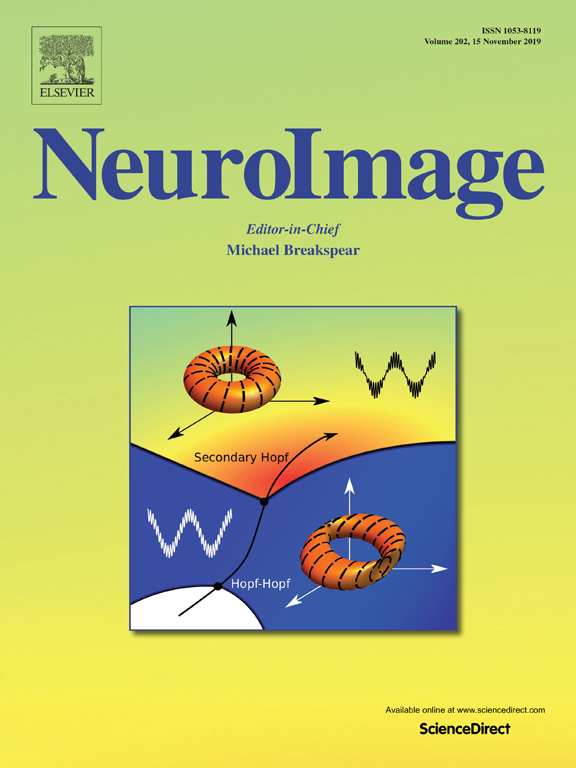 ISSN 1053-8119
Volume 202, 15 November 2019
ELSEVIER
NEUROIMAGE
Editor-in-Chief
Michael Breakspear
Secondary Hopf
Hopf-Hopf
Available online at www.sciencedirect.com
ScienceDirect